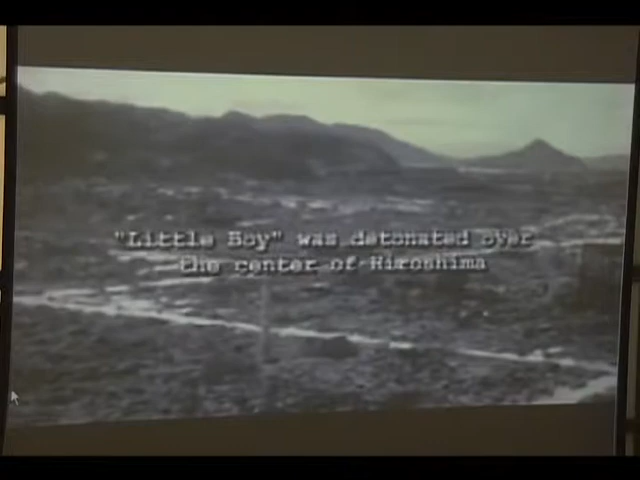 "Little Boy" was detonated over
the center of Hiroshima